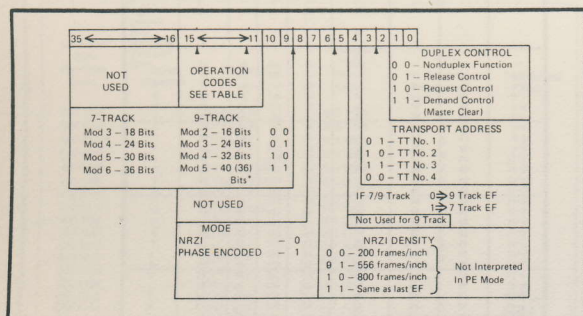 35 ⟷ 16 15 ⟷ 11 10 9 8 7 6 5 4 3 2 1 0
NOT
USED
OPERATION
CODES
SEE TABLE
DUPLEX CONTROL
0 0 – Nonduplex Function
0 1 – Release Control
1 0 – Request Control
1 1 – Demand Control
(Master Clear)
7-TRACK 9-TRACK
Mod 3 – 18 Bits Mod 2 – 16 Bits 0 0
Mod 4 – 24 Bits Mod 3 – 24 Bits 0 1
Mod 5 – 30 Bits Mod 4 – 32 Bits 1 0
Mod 6 – 36 Bits Mod 5 – 40 (36) 1 1
Bits*
TRANSPORT ADDRESS
0 1 – TT No. 1
1 0 – TT No. 2
1 1 – TT No. 3
0 0 – TT No. 4
NOT USED
IF 7/9 Track 0⇒9 Track EF
1⇒7 Track EF
Not Used for 9 Track
MODE
NRZI – 0
PHASE ENCODED – 1
NRZI DENSITY
0 0 – 200 frames/inch
0 1 – 556 frames/inch
1 0 – 800 frames/inch
1 1 – Same as last EF
Not Interpreted
In PE Mode